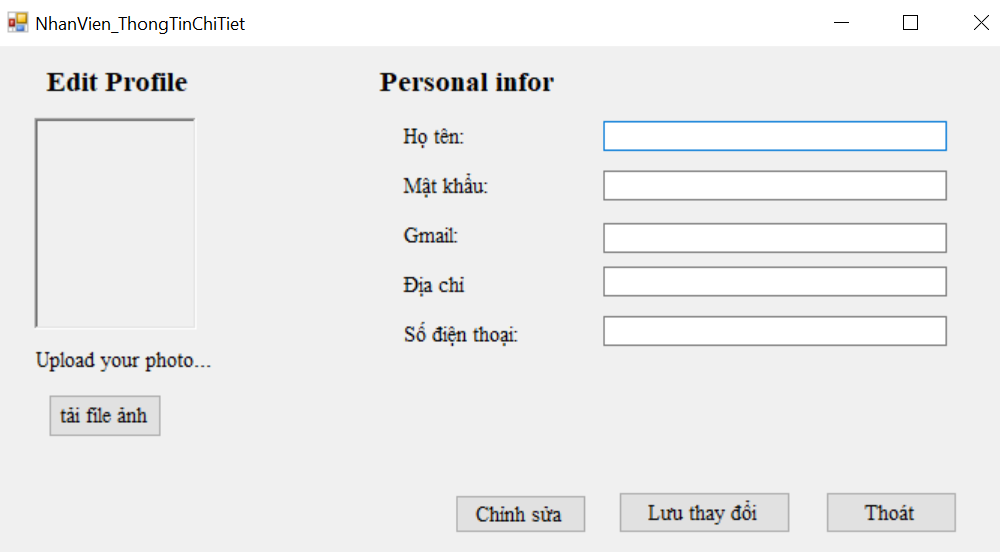 NhanVien_ThongTinChiTiet
Edit Profile
Personal infor
Họ tên:
Mật khẩu:
Gmail:
Địa chỉ
Số điện thoại:
Upload your photo...
tải file ảnh
Chỉnh sửa
Lưu thay đổi
Thoát